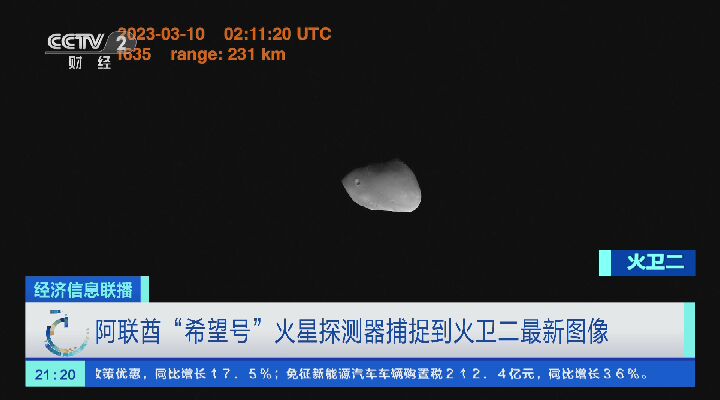 2023-03-10 02:11:20 UTC
CCTV 2
1635 range: 231 km
财 经
火卫二
经济信息联播
阿联酋“希望号”火星探测器捕捉到火卫二最新图像
21:20 政策优惠,同比增长17.5%;免征新能源汽车车辆购置税212.4亿元,同比增长36%。